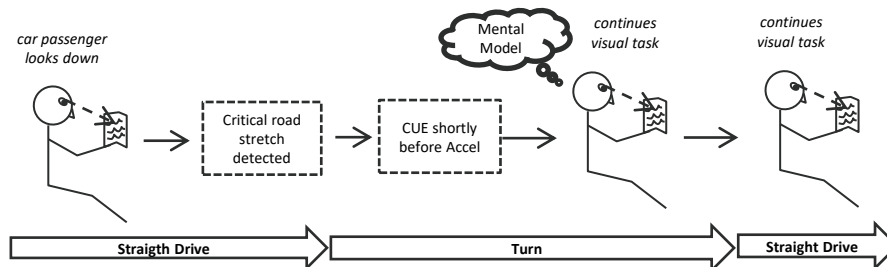 car passenger
looks down
Critical road
stretch
detected
CUE shortly
before Accel
Mental
Model
continues
visual task
continues
visual task
Straigth Drive
Turn
Straight Drive